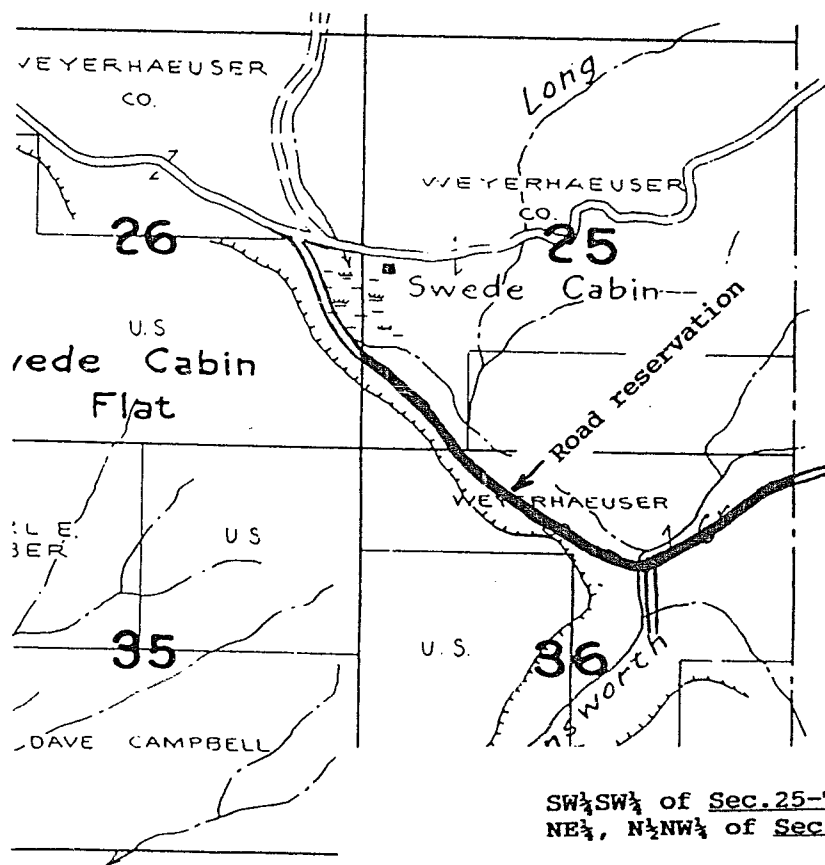 WEYERHAEUSER
CO.
Long
WEYERHAEUSER
CO.
26
25
Swede Cabin
U.S
Cabin
Flat
Road reservation
WEYERHAEUSER
U S
35
U.S.
36
DAVE CAMPBELL
SW¼SW¼ of Sec.25-
NE¼, N½NW¼ of Sec